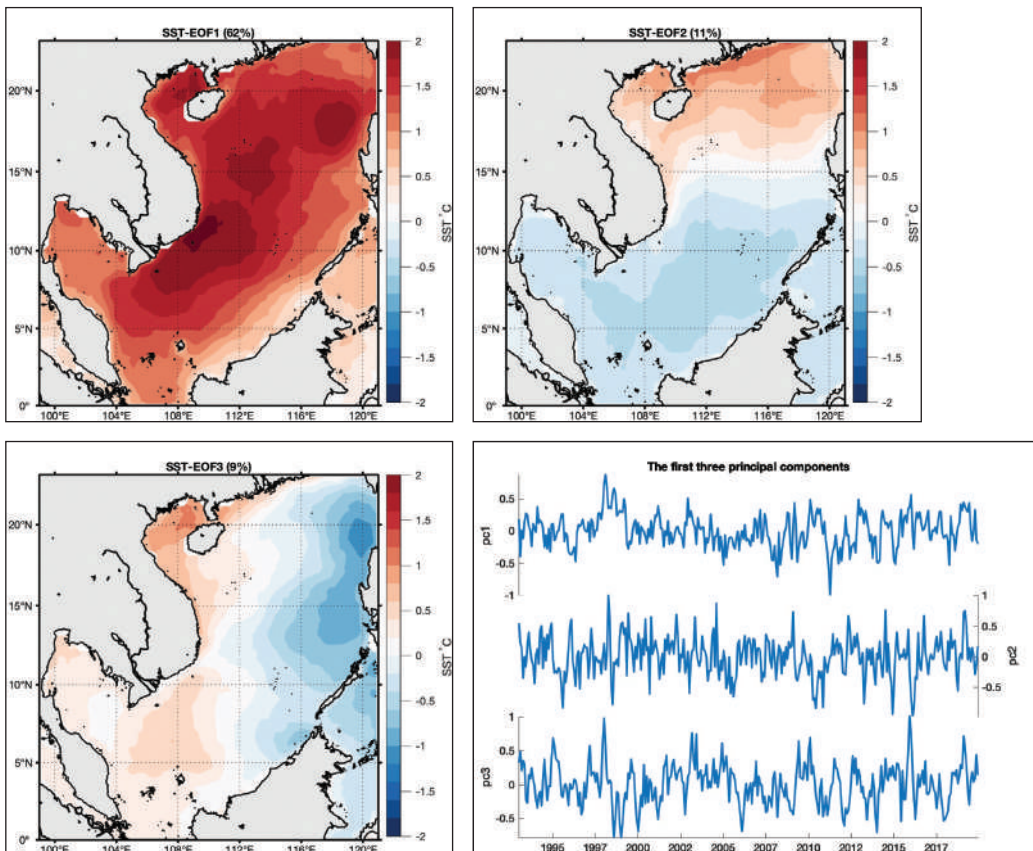 SST-EOF1 (62%)
20°N
15°N
10°N
5°N
0°
100°E 104°E 108°E 112°E 116°E 120°E
2
1.5
1
0.5
0
-0.5
-1
-1.5
-2
SST °C
SST-EOF2 (11%)
20°N
15°N
10°N
5°N
0°
100°E 104°E 108°E 112°E 116°E 120°E
2
1.5
1
0.5
0
-0.5
-1
-1.5
-2
SST °C
SST-EOF3 (9%)
20°N
15°N
10°N
5°N
0°
100°E 104°E 108°E 112°E 116°E 120°E
2
1.5
1
0.5
0
-0.5
-1
-1.5
-2
SST °C
The first three principal components
0.5
0
-0.5
-1
pc1
1
0.5
0
-0.5
pc2
1
0.5
0
-0.5
pc3
1995 1997 2000 2002 2005 2007 2010 2012 2015 2017